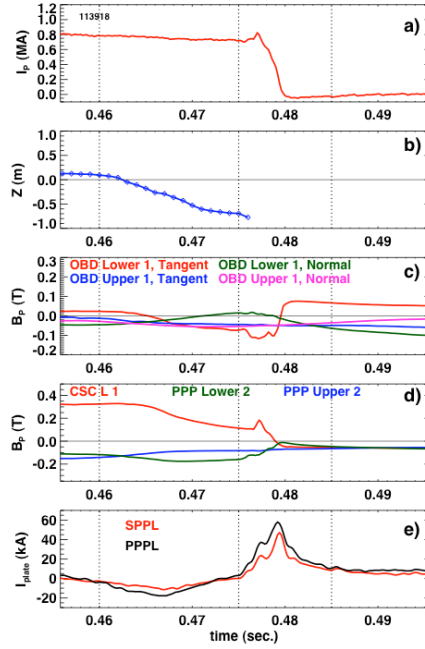 113918
a)
I_P (MA)
1.0
0.8
0.6
0.4
0.2
0.0
0.46 0.47 0.48 0.49
b)
Z (m)
1.0
0.5
0.0
-0.5
-1.0
0.46 0.47 0.48 0.49
c)
OBD Lower 1, Tangent OBD Lower 1, Normal
OBD Upper 1, Tangent OBD Upper 1, Normal
B_P (T)
0.3
0.2
0.1
0.0
-0.1
-0.2
0.46 0.47 0.48 0.49
d)
CSC L 1 PPP Lower 2 PPP Upper 2
B_P (T)
0.4
0.2
0.0
-0.2
0.46 0.47 0.48 0.49
e)
SPPL
PPPL
I_plate (kA)
60
40
20
0
-20
0.46 0.47 0.48 0.49
time (sec.)